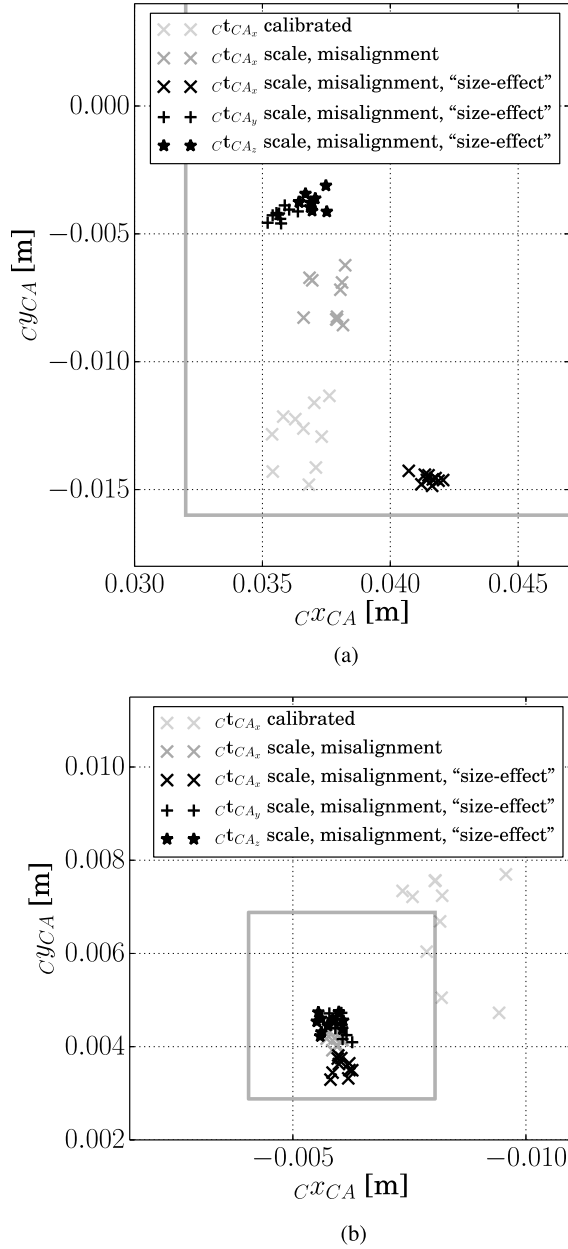 CtCAx calibrated
CtCAx scale, misalignment
CtCAx scale, misalignment, “size-effect”
CtCAy scale, misalignment, “size-effect”
CtCAz scale, misalignment, “size-effect”
0.000
−0.005
−0.010
−0.015
CyCA [m]
0.030 0.035 0.040 0.045
CxCA [m]
(a)
CtCAx calibrated
CtCAx scale, misalignment
CtCAx scale, misalignment, “size-effect”
CtCAy scale, misalignment, “size-effect”
CtCAz scale, misalignment, “size-effect”
0.010
0.008
0.006
0.004
0.002
CyCA [m]
−0.005 −0.010
CxCA [m]
(b)